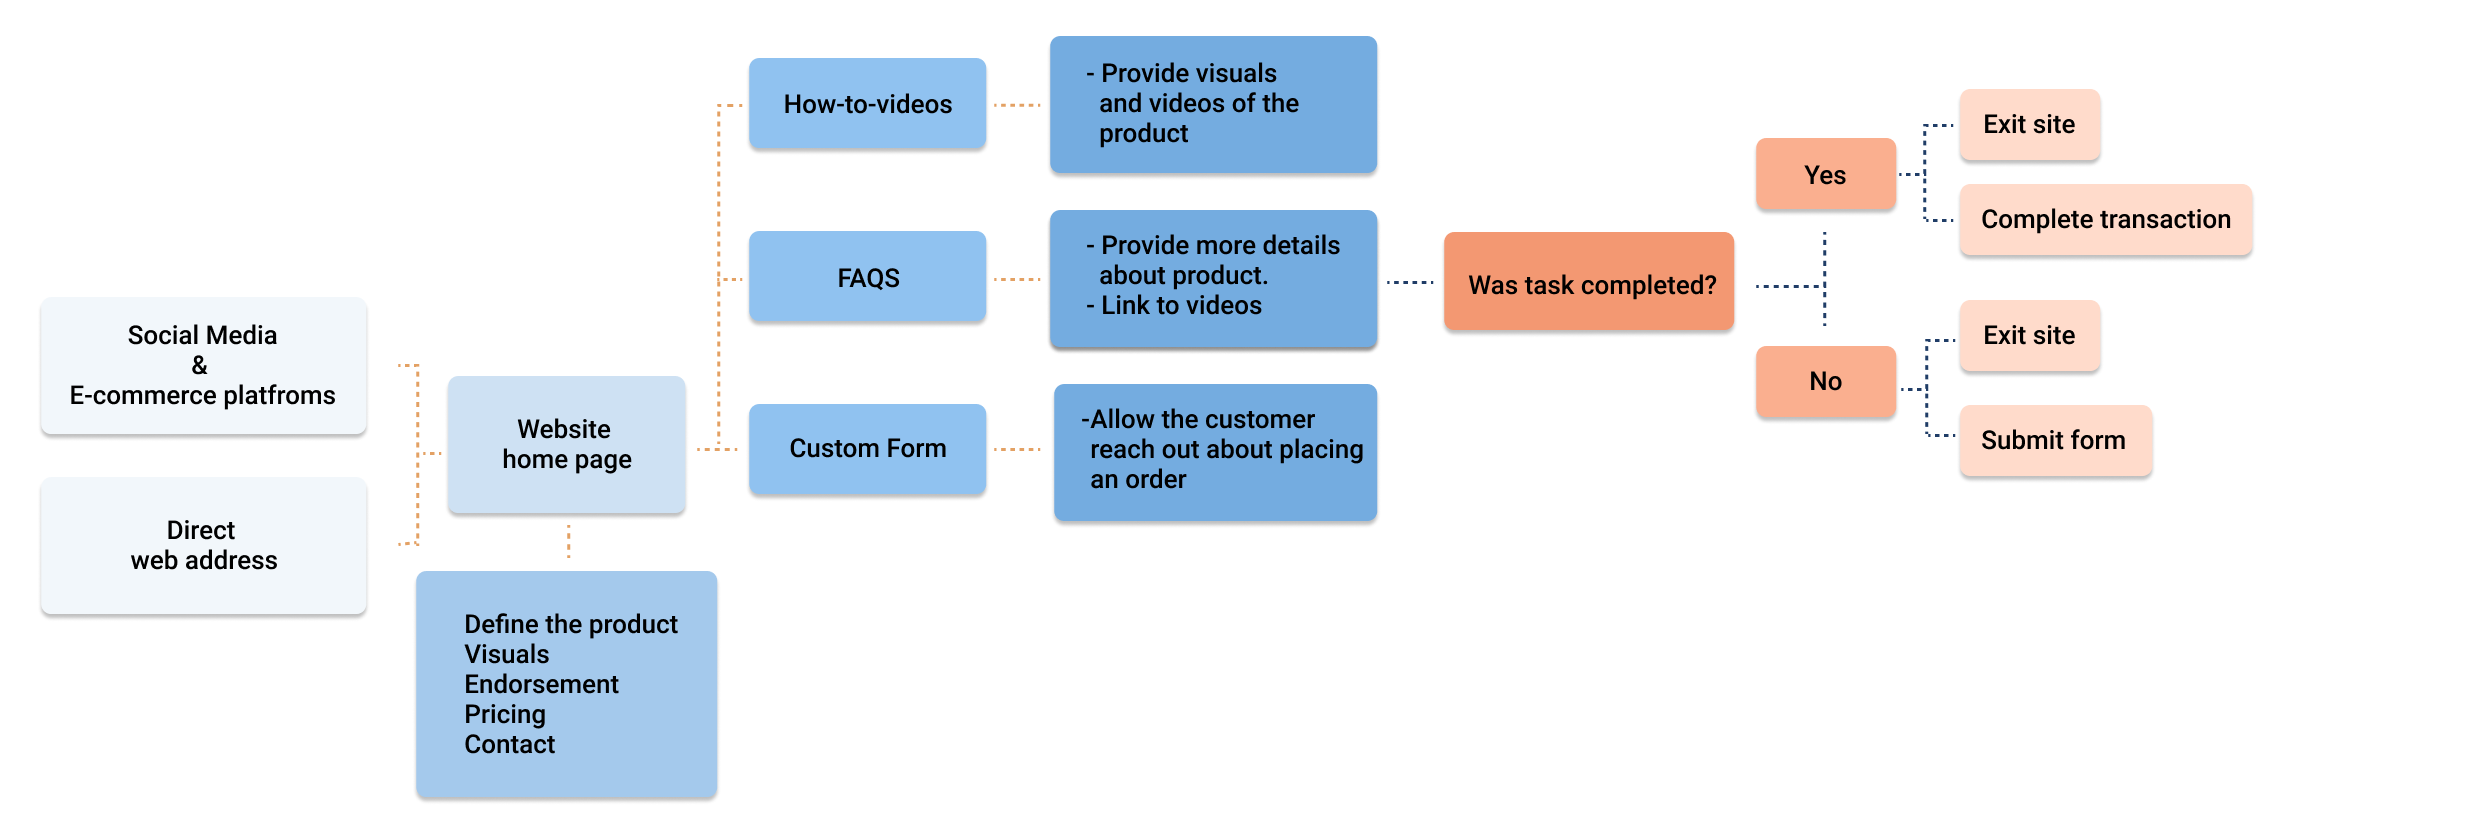 Social Media
&
E-commerce platfroms
Direct
web address
Website
home page
Define the product
Visuals
Endorsement
Pricing
Contact
How-to-videos
- Provide visuals
and videos of the
product
FAQS
- Provide more details
about product.
- Link to videos
Custom Form
-Allow the customer
reach out about placing
an order
Was task completed?
Yes
Exit site
Complete transaction
No
Exit site
Submit form